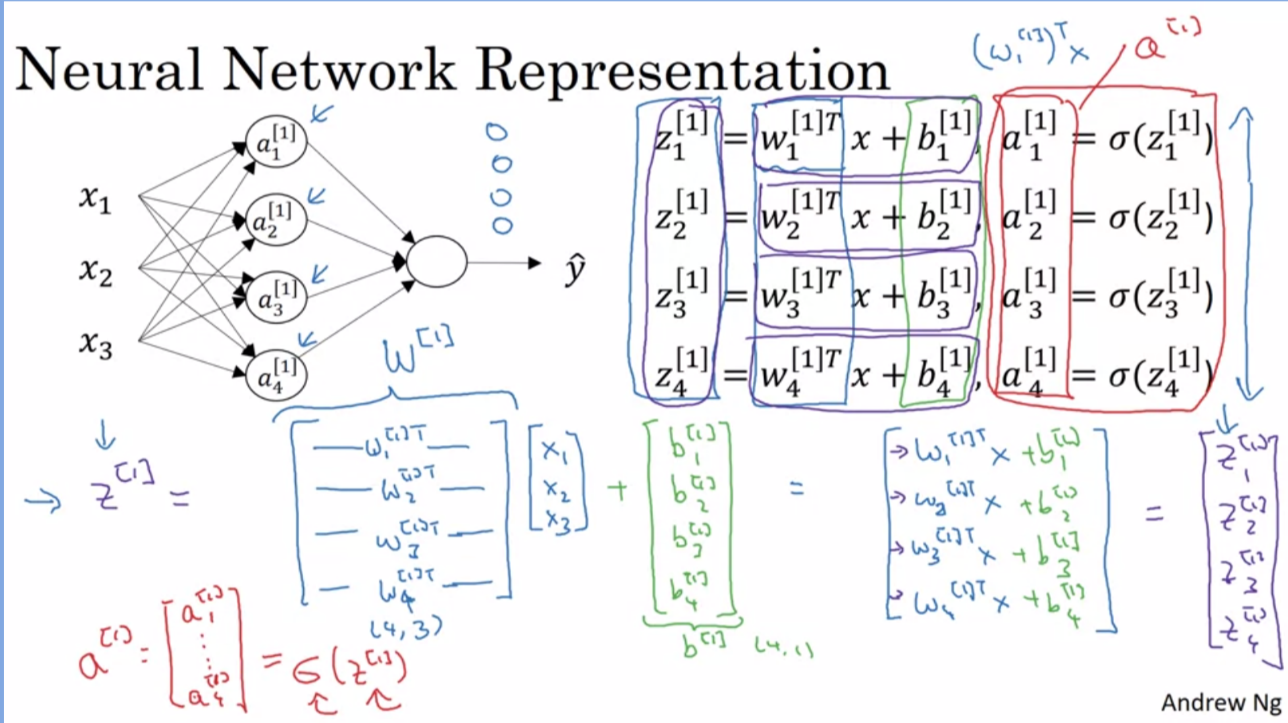 Neural Network Representation
(w₁^[1])^T x   a^[1]
x₁
x₂
x₃
a₁^[1]
a₂^[1]
a₃^[1]
a₄^[1]
ŷ
z₁^[1] = w₁^[1]T x + b₁^[1], a₁^[1] = σ(z₁^[1])
z₂^[1] = w₂^[1]T x + b₂^[1], a₂^[1] = σ(z₂^[1])
z₃^[1] = w₃^[1]T x + b₃^[1], a₃^[1] = σ(z₃^[1])
z₄^[1] = w₄^[1]T x + b₄^[1], a₄^[1] = σ(z₄^[1])
W^[1]
→ z^[1] =
w₁^[1]T
w₂^[1]T
w₃^[1]T
w₄^[1]T
(4,3)
x₁
x₂
x₃
+
b₁^[1]
b₂^[1]
b₃^[1]
b₄^[1]
b^[1] (4,1)
=
→ w₁^[1]T x + b₁^[1]
→ w₂^[1]T x + b₂^[1]
→ w₃^[1]T x + b₃^[1]
→ w₄^[1]T x + b₄^[1]
=
z₁^[1]
z₂^[1]
z₃^[1]
z₄^[1]
a^[1] = [a₁^[1] ⋮ a₄^[1]] = σ(z^[1])
Andrew Ng